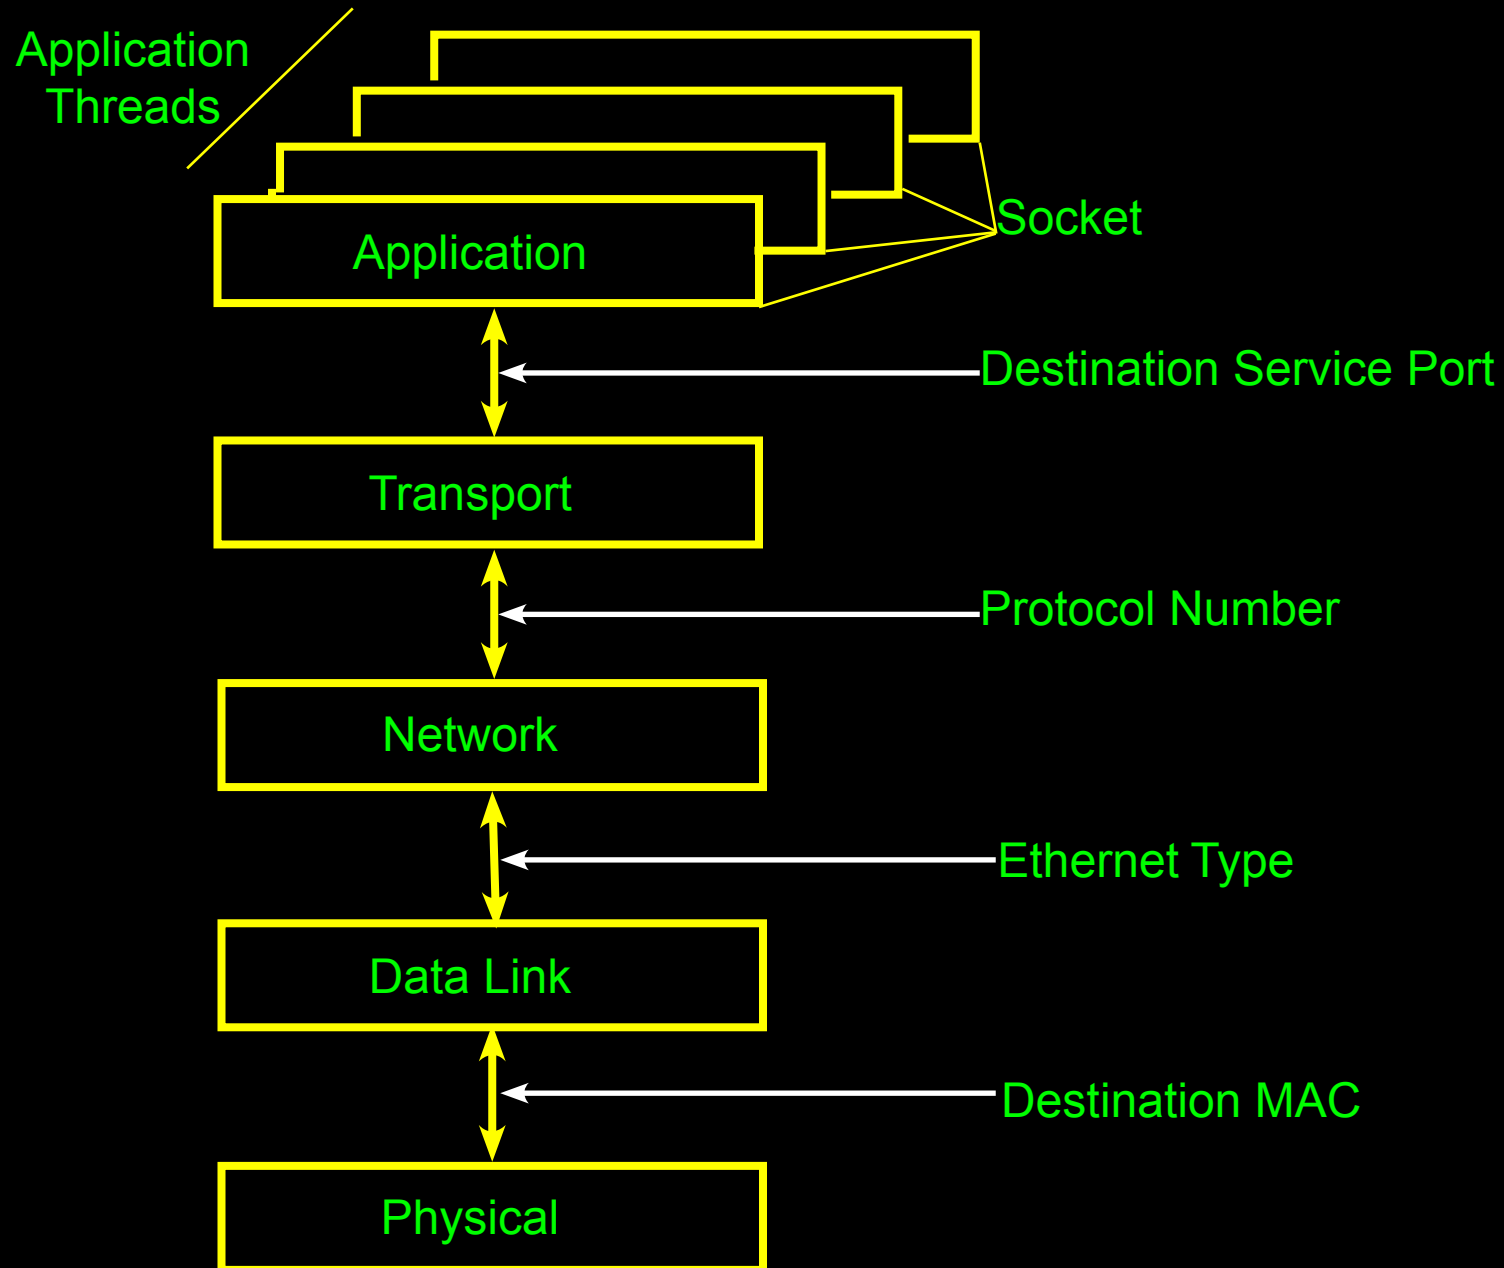 Application
Threads
Application
Socket
Destination Service Port
Transport
Protocol Number
Network
Ethernet Type
Data Link
Destination MAC
Physical